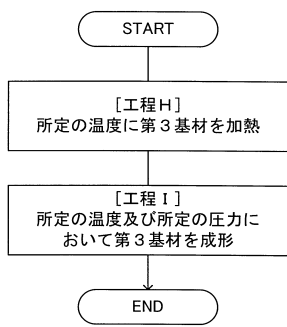 START
［工程Ｈ］
所定の温度に第３基材を加熱
［工程Ｉ］
所定の温度及び所定の圧力に
おいて第３基材を成形
END